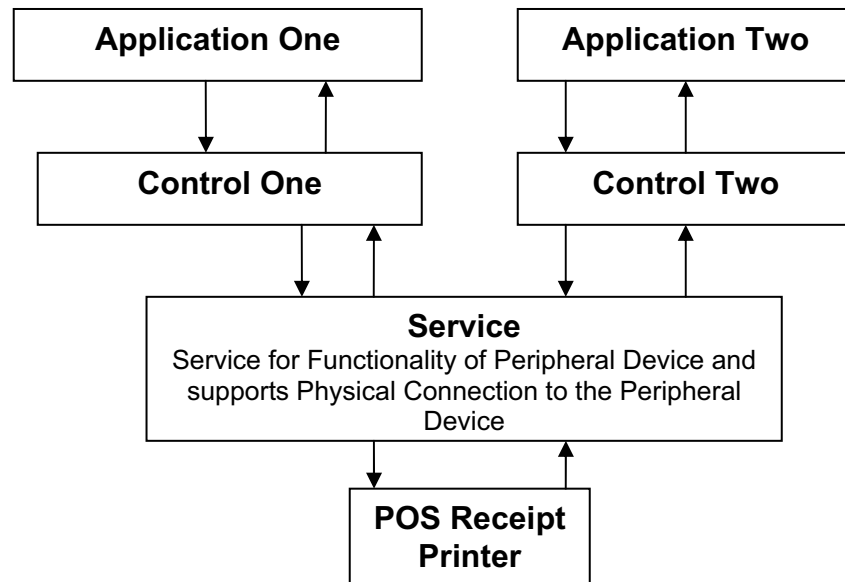 Application One
Application Two
Control One
Control Two
Service
Service for Functionality of Peripheral Device and
supports Physical Connection to the Peripheral
Device
POS Receipt
Printer